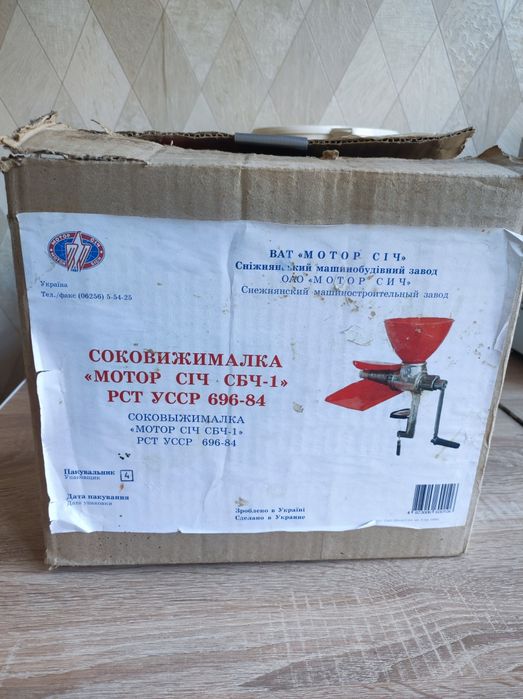 МОТОР СІЧ
Україна
Тел./факс (06256) 5-54-25
ВАТ «МОТОР СІЧ»
Сніжнянський машинобудівний завод
ОАО «МОТОР СИЧ»
Снежнянский машиностроительный завод
СОКОВИЖИМАЛКА
«МОТОР СІЧ СБЧ-1»
РСТ УССР 696-84
СОКОВЫЖИМАЛКА
«МОТОР СІЧ СБЧ-1»
РСТ УССР 696-84
Пакувальник 4
Упаковщик
Дата пакування
Дата упаковки
Зроблено в Україні
Сделано в Украине